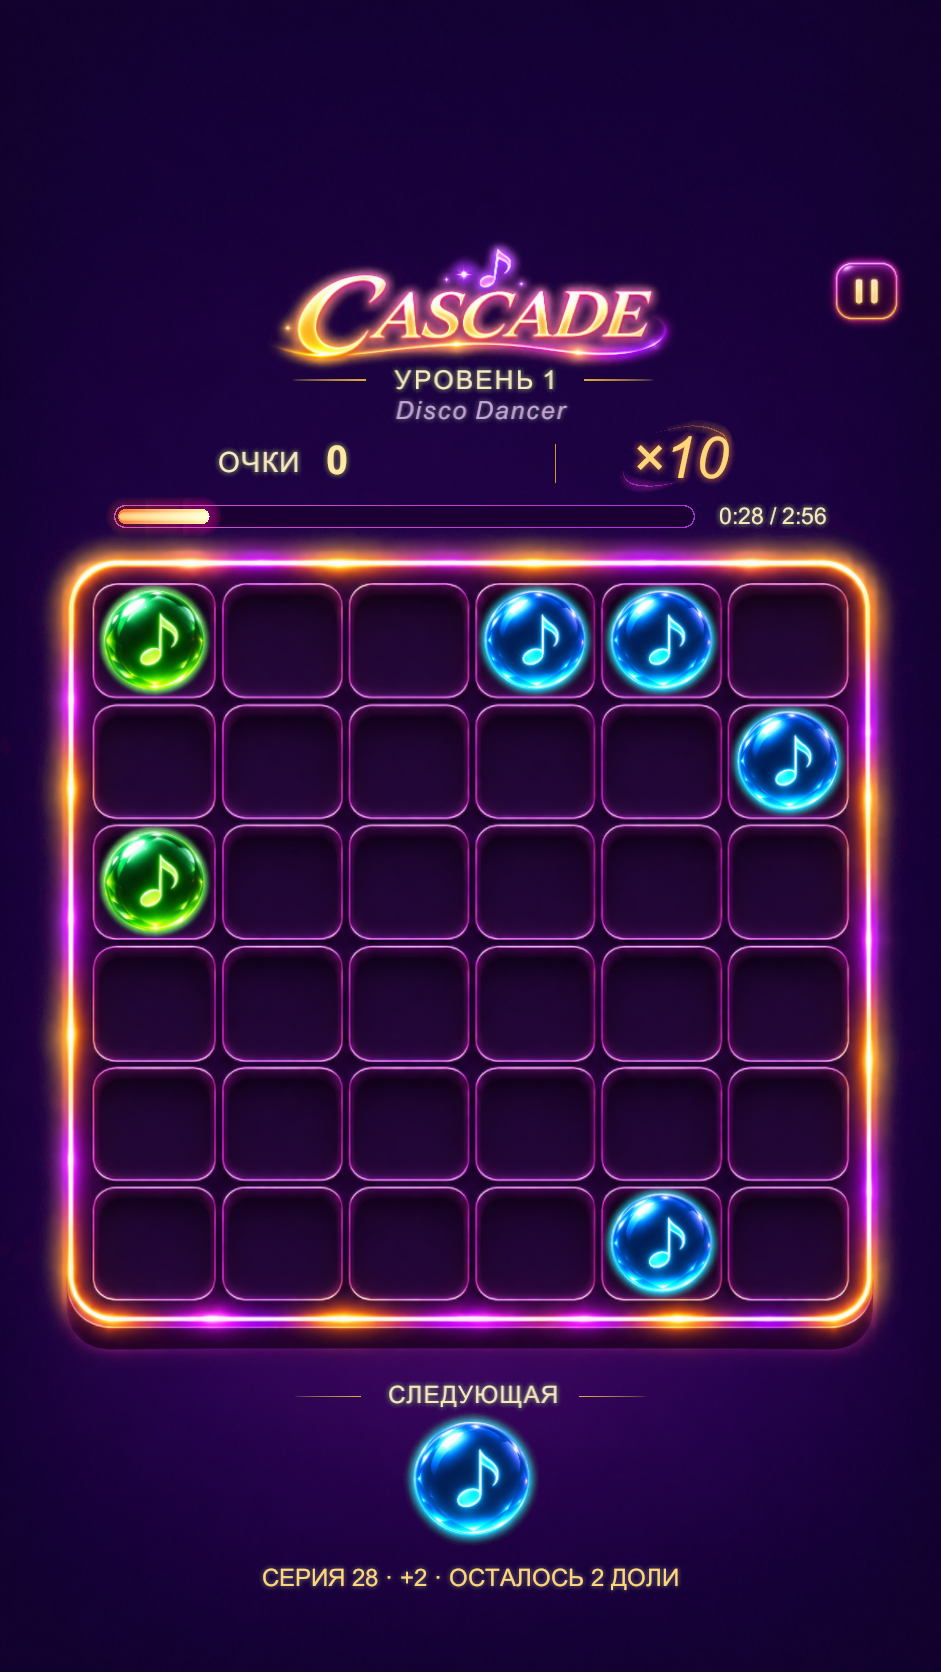 CASCADE
УРОВЕНЬ 1
Disco Dancer
ОЧКИ 0
×10
0:28 / 2:56
СЛЕДУЮЩАЯ
СЕРИЯ 28 · +2 · ОСТАЛОСЬ 2 ДОЛИ